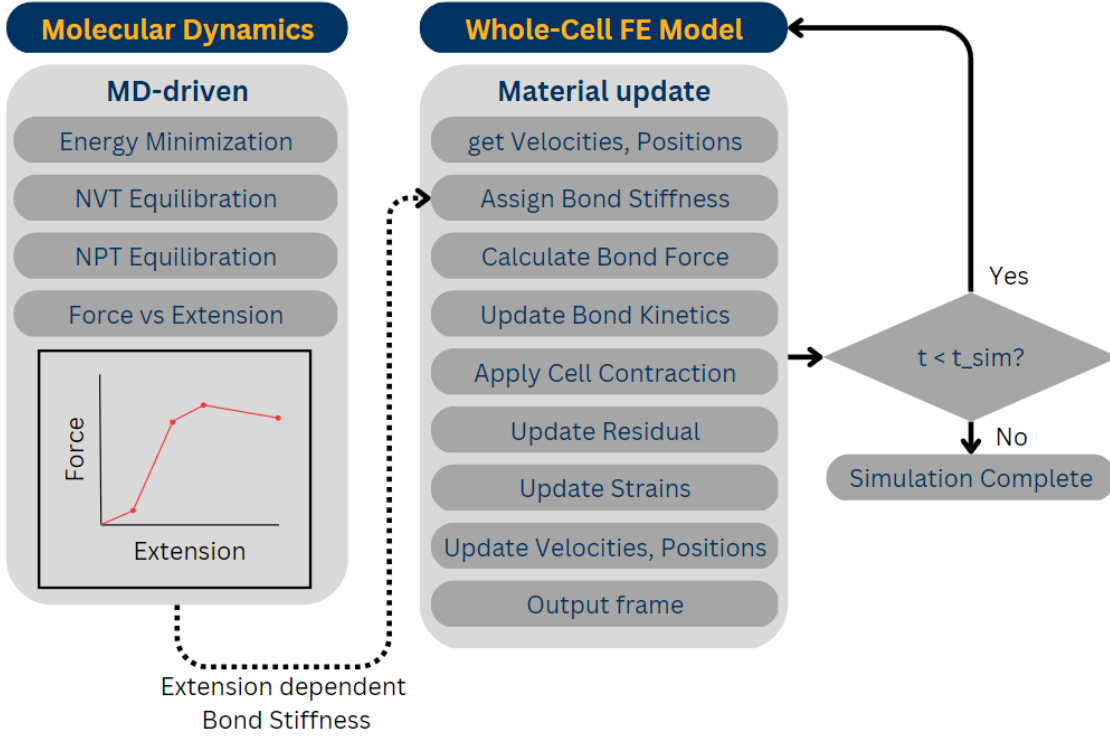 Molecular Dynamics
MD-driven
Energy Minimization
NVT Equilibration
NPT Equilibration
Force vs Extension
Force
Extension
Extension dependent
Bond Stiffness
Whole-Cell FE Model
Material update
get Velocities, Positions
Assign Bond Stiffness
Calculate Bond Force
Update Bond Kinetics
Apply Cell Contraction
Update Residual
Update Strains
Update Velocities, Positions
Output frame
Yes
t < t_sim?
No
Simulation Complete